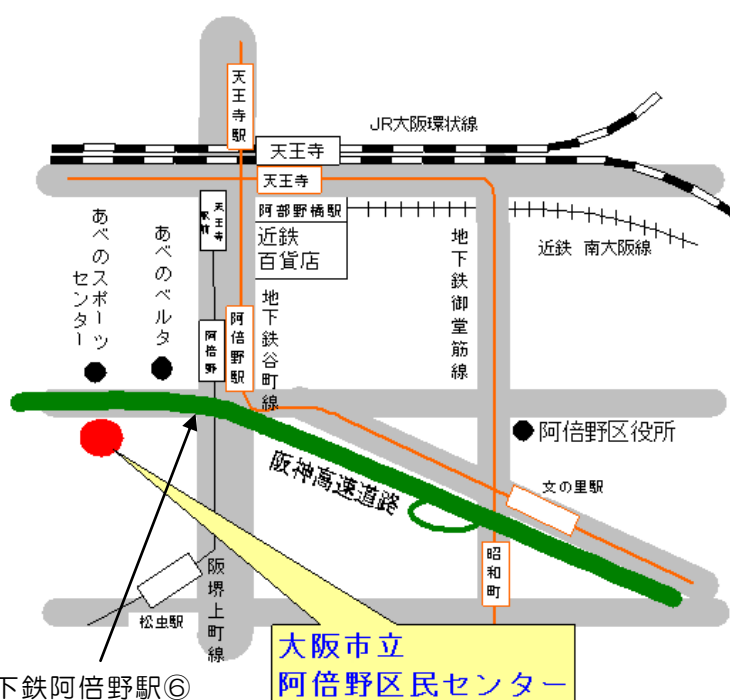 天王寺駅
JR大阪環状線
天王寺
天王寺
天王寺駅前
阿部野橋駅
近鉄
百貨店
近鉄 南大阪線
あべのスポーツ
センター
あべのベルタ
阿倍野
阿倍野駅
地下鉄谷町線
地下鉄御堂筋線
阿倍野区役所
阪神高速道路
文の里駅
昭和町
阪堺上町線
松虫駅
大阪市立
阿倍野区民センター
下鉄阿倍野駅⑥